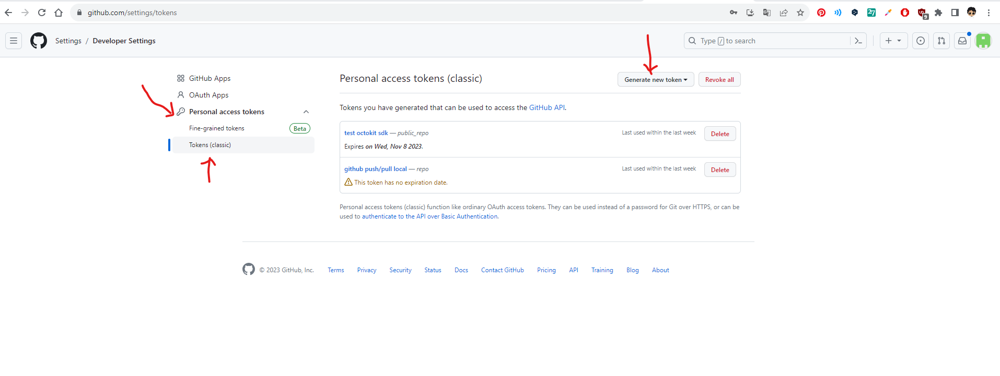 github.com/settings/tokens
9
Settings / Developer Settings
Type / to search
GitHub Apps
OAuth Apps
Personal access tokens
Fine-grained tokens Beta
Tokens (classic)
Personal access tokens (classic)
Generate new token
Revoke all
Tokens you have generated that can be used to access the GitHub API.
test octokit sdk — public_repo Last used within the last week Delete
Expires on Wed, Nov 8 2023.
github push/pull local — repo Last used within the last week Delete
This token has no expiration date.
Personal access tokens (classic) function like ordinary OAuth access tokens. They can be used instead of a password for Git over HTTPS, or can be
used to authenticate to the API over Basic Authentication.
© 2023 GitHub, Inc. Terms Privacy Security Status Docs Contact GitHub Pricing API Training Blog About